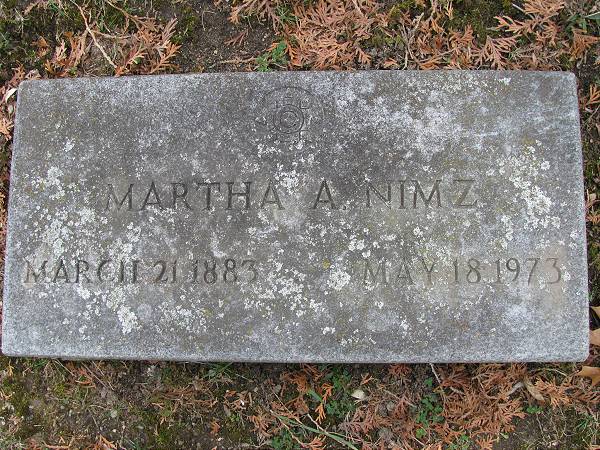 MARTHA A. NIMZ
MARCH 21 1883 MAY 18 1973